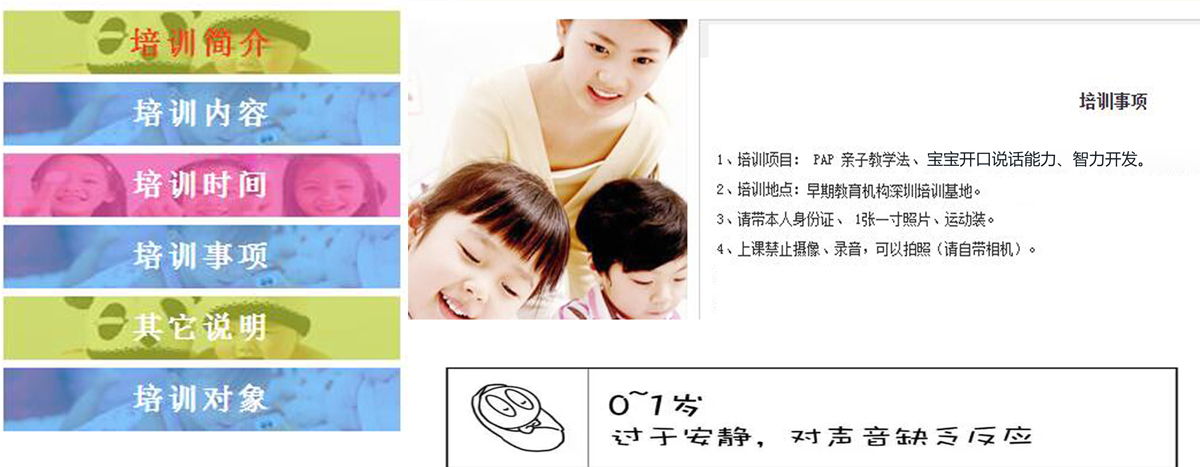 培训简介
培训内容
培训时间
培训事项
其它说明
培训对象
培训事项
1、培训项目： PAP 亲子教学法、宝宝开口说话能力、智力开发。
2、培训地点：早期教育机构深圳培训基地。
3、请带本人身份证、 1张一寸照片、运动装。
4、上课禁止摄像、录音，可以拍照（请自带相机）。
0~1岁
过于安静，对声音缺乏反应